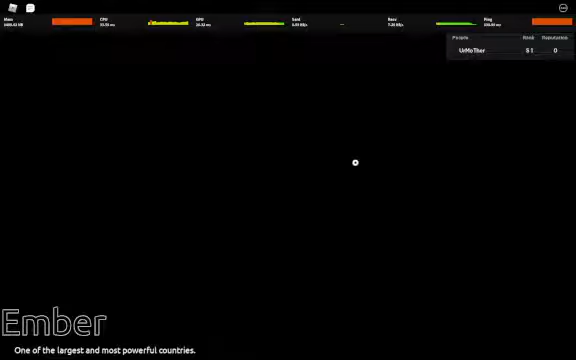 Mem CPU GPU Sent Recv Ping
People Rank Reputation
UrMoTher S 1 0
Ember
One of the largest and most powerful countries.